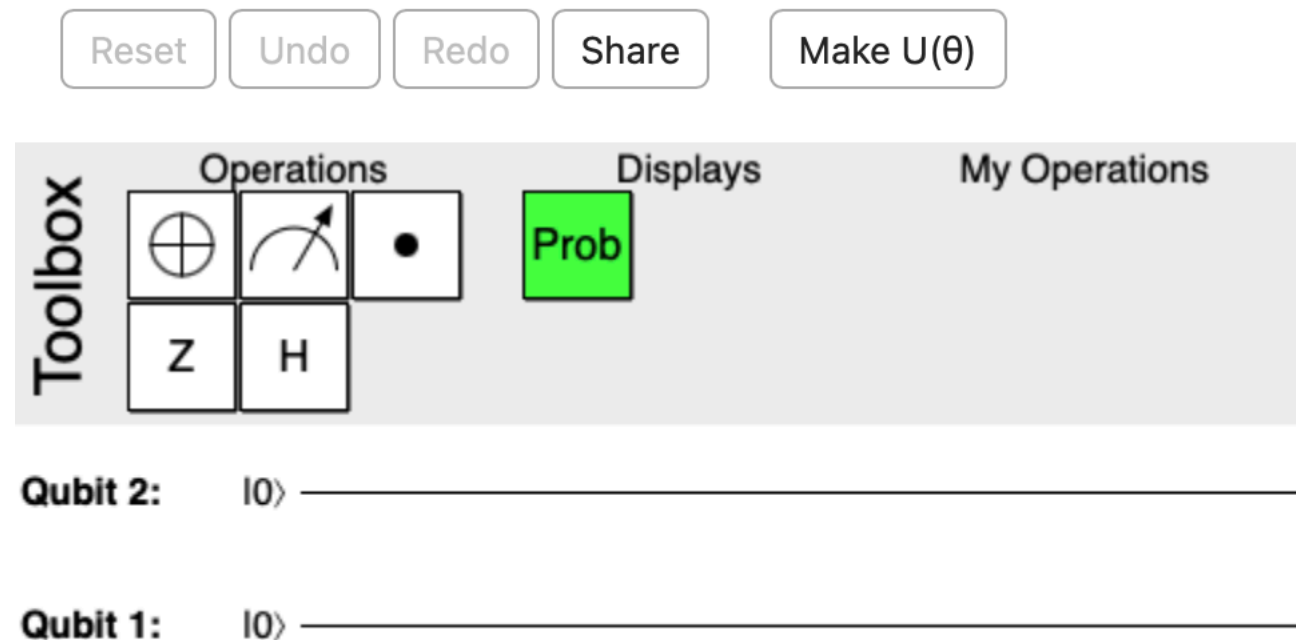 Reset Undo Redo Share Make U(θ)
Toolbox
Operations Displays My Operations
Prob
Z H
Qubit 2: |0⟩
Qubit 1: |0⟩